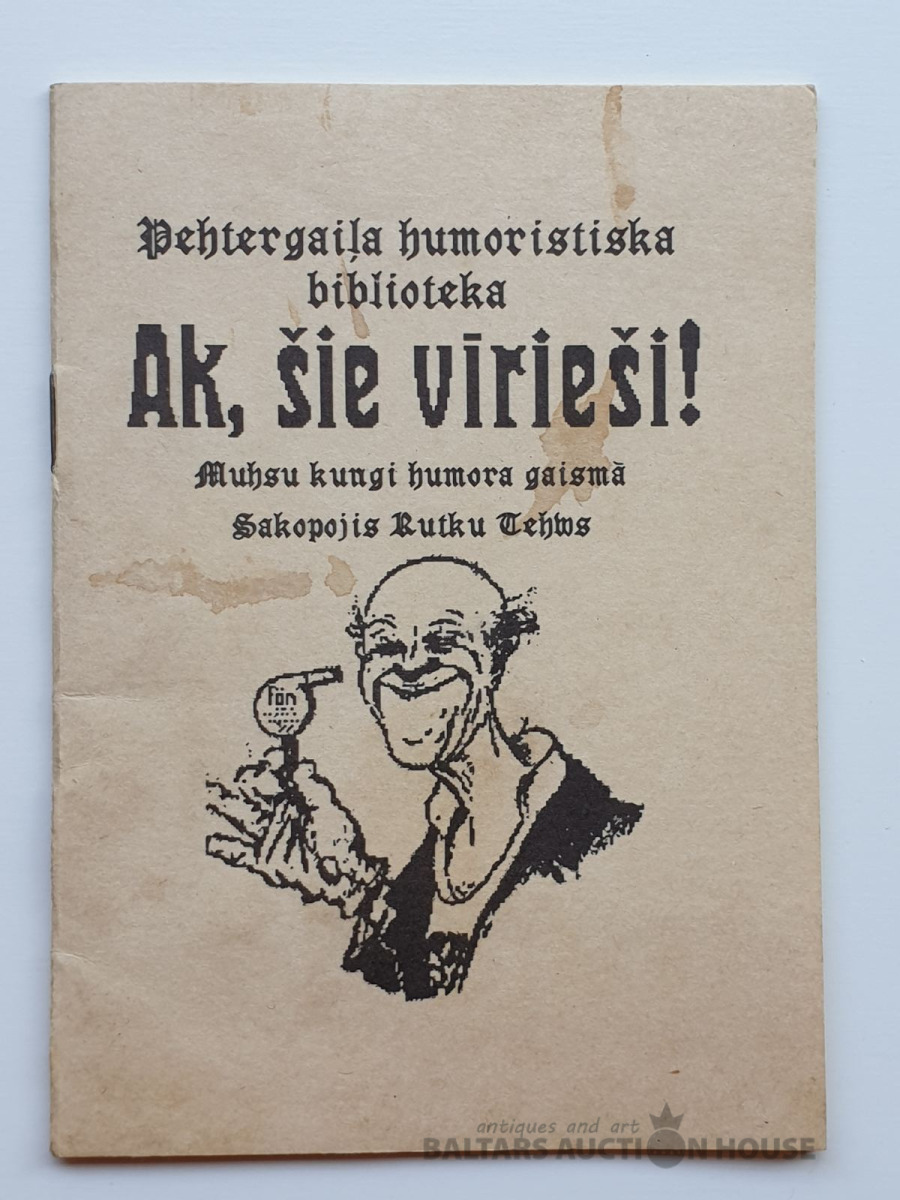 Pehtergaiļa humoristiska
biblioteka
Ak, šie vīrieši!
Muhsu kungi humora gaismā
Sakopojis Rutku Tehws
fön
antiques and art
BALTARS AUCTION HOUSE